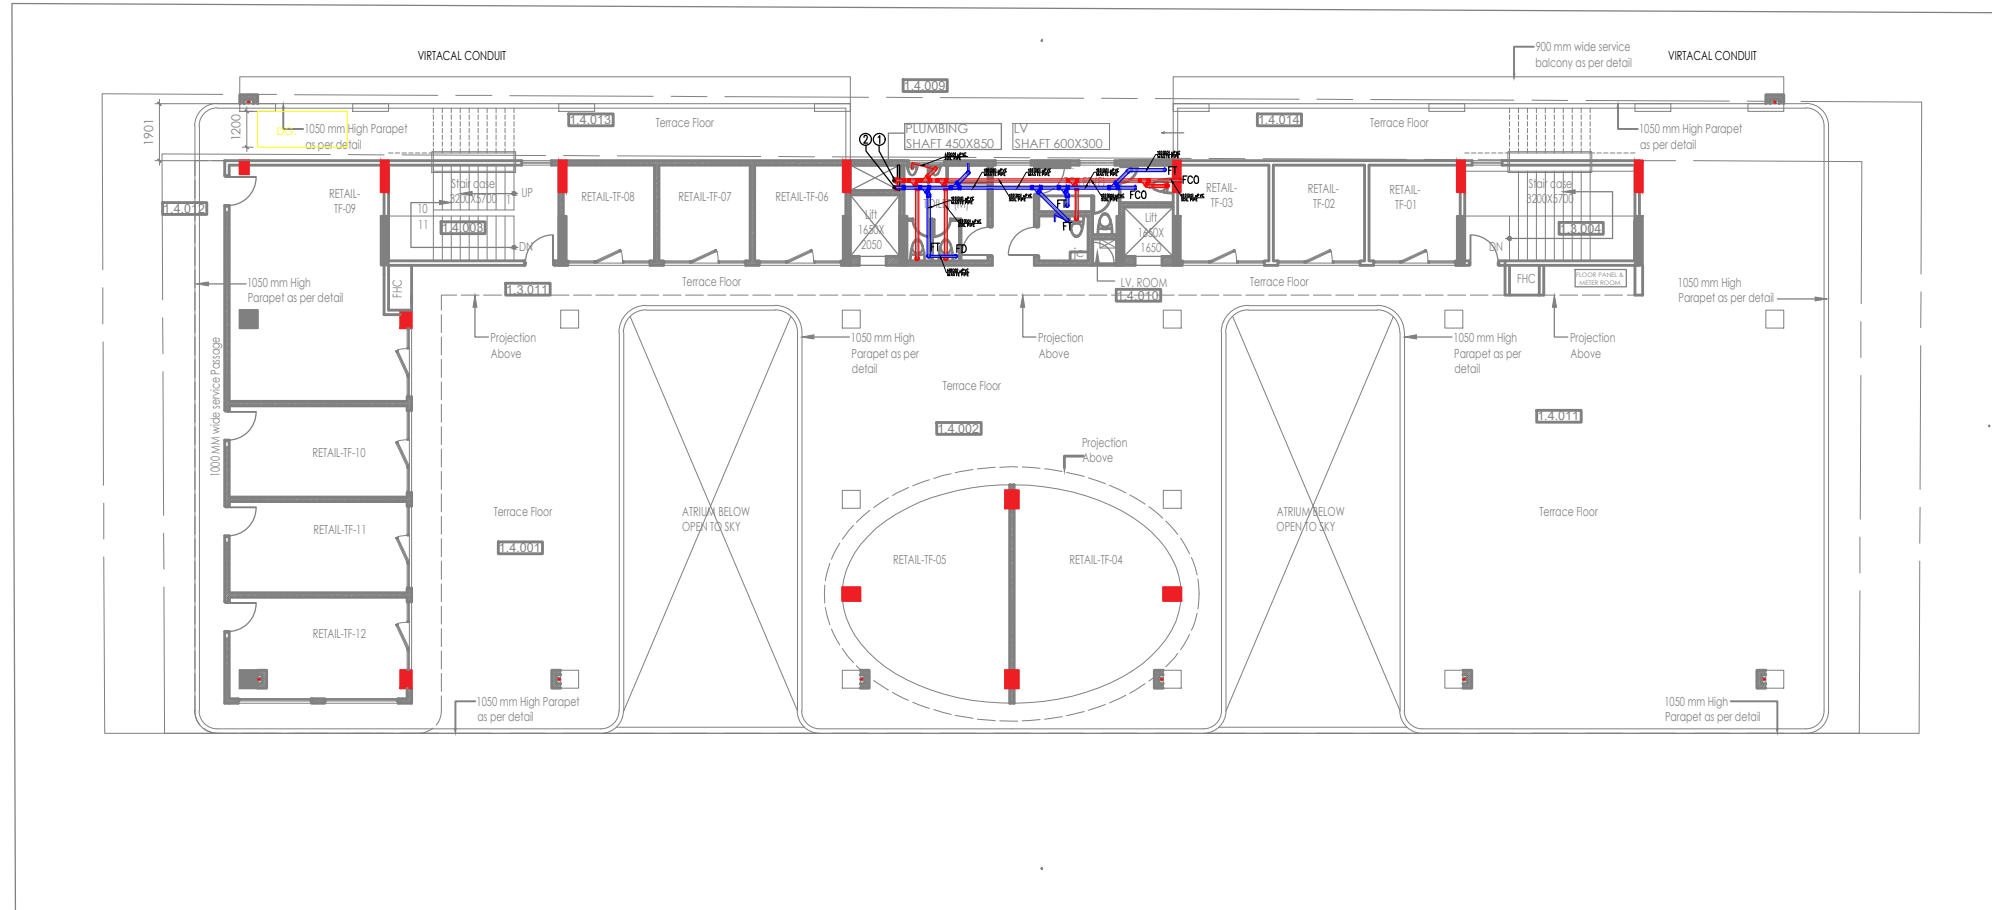 VIRTACAL CONDUIT
900 mm wide service
balcony as per detail
VIRTACAL CONDUIT
1.4.009
1901
1200
1050 mm High Parapet
as per detail
1.4.013
Terrace Floor
2
1
PLUMBING
SHAFT 450X850
LV
SHAFT 600X300
1.4.014
Terrace Floor
1050 mm High Parapet
as per detail
RETAIL-
TF-09
Stair case
3200X5700
UP
10
11
1
1.4.003
DN
1.4.012
RETAIL-TF-08
RETAIL-TF-07
RETAIL-TF-06
Lift
1650X
2050
FT
FD
FT
FT
FT
FCO
FCO
Lift
1650X
1650
RETAIL-
TF-03
RETAIL-
TF-02
RETAIL-
TF-01
Stair case
3200X5700
1.3.004
DN
FHC
1050 mm High
Parapet as per detail
1.3.011
Terrace Floor
LV. ROOM
1.4.010
Terrace Floor
FHC
FLOOR PANEL &
METER ROOM
1050 mm High
Parapet as per detail
Projection
Above
1050 mm High
Parapet as per
detail
Projection
Above
1050 mm High
Parapet as per
detail
Projection
Above
1000 MM wide service Passage
Terrace Floor
1.4.002
1.4.011
Projection
Above
RETAIL-TF-10
RETAIL-TF-11
Terrace Floor
1.4.001
ATRIUM BELOW
OPEN TO SKY
RETAIL-TF-05
RETAIL-TF-04
ATRIUM BELOW
OPEN TO SKY
Terrace Floor
RETAIL-TF-12
1050 mm High Parapet
as per detail
1050 mm High
Parapet as per detail